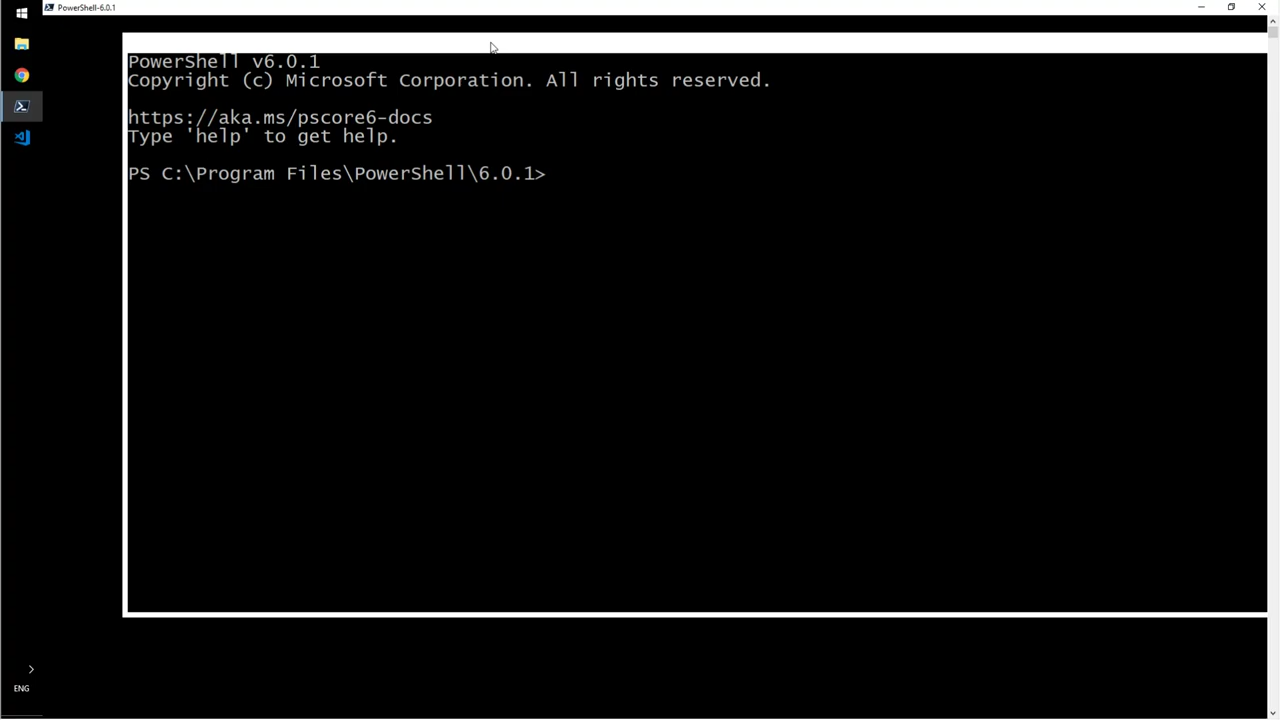 PowerShell-6.0.1
PowerShell v6.0.1
Copyright (c) Microsoft Corporation. All rights reserved.
https://aka.ms/pscore6-docs
Type 'help' to get help.
PS C:\Program Files\PowerShell\6.0.1>
ENG